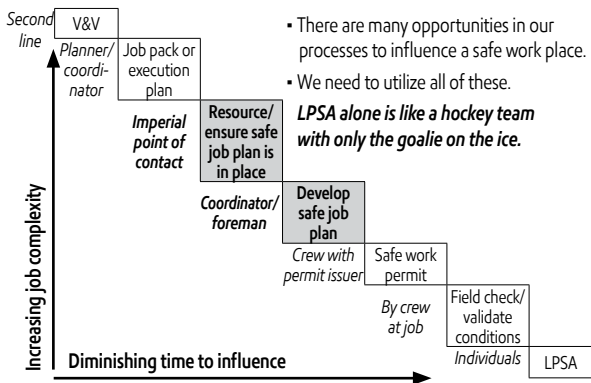 Second
line
V&V
Planner/
coordi-
nator
Job pack or
execution
plan
Imperial
point of
contact
Resource/
ensure safe
job plan is
in place
Coordinator/
foreman
Develop
safe job
plan
Crew with
permit issuer
Safe work
permit
By crew
at job
Field check/
validate
conditions
Individuals
LPSA
▪ There are many opportunities in our
processes to influence a safe work place.
▪ We need to utilize all of these.
LPSA alone is like a hockey team
with only the goalie on the ice.
Increasing job complexity
Diminishing time to influence